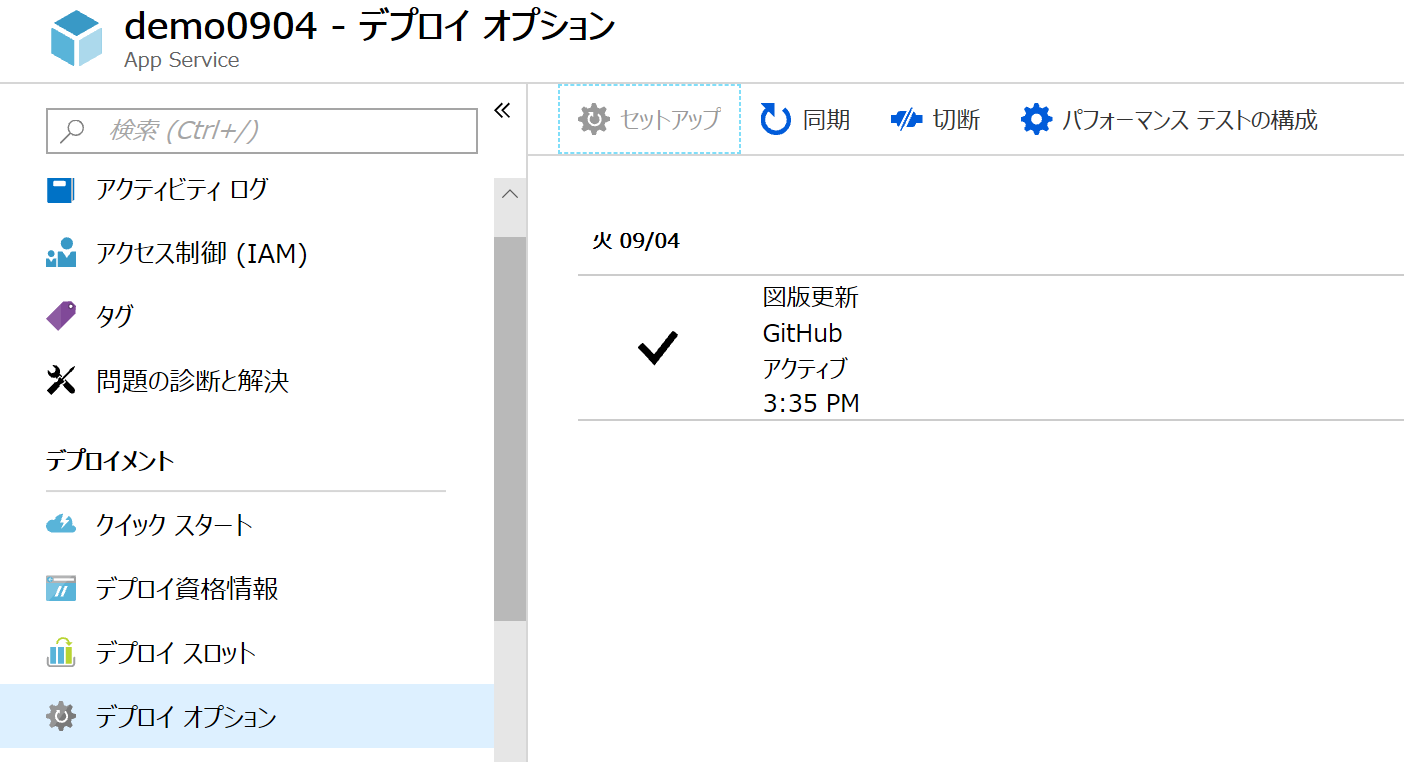 demo0904 - デプロイ オプション
App Service
検索 (Ctrl+/)
アクティビティ ログ
アクセス制御 (IAM)
タグ
問題の診断と解決
デプロイメント
クイック スタート
デプロイ資格情報
デプロイ スロット
デプロイ オプション
セットアップ 同期 切断 パフォーマンス テストの構成
火 09/04
図版更新
GitHub
アクティブ
3:35 PM